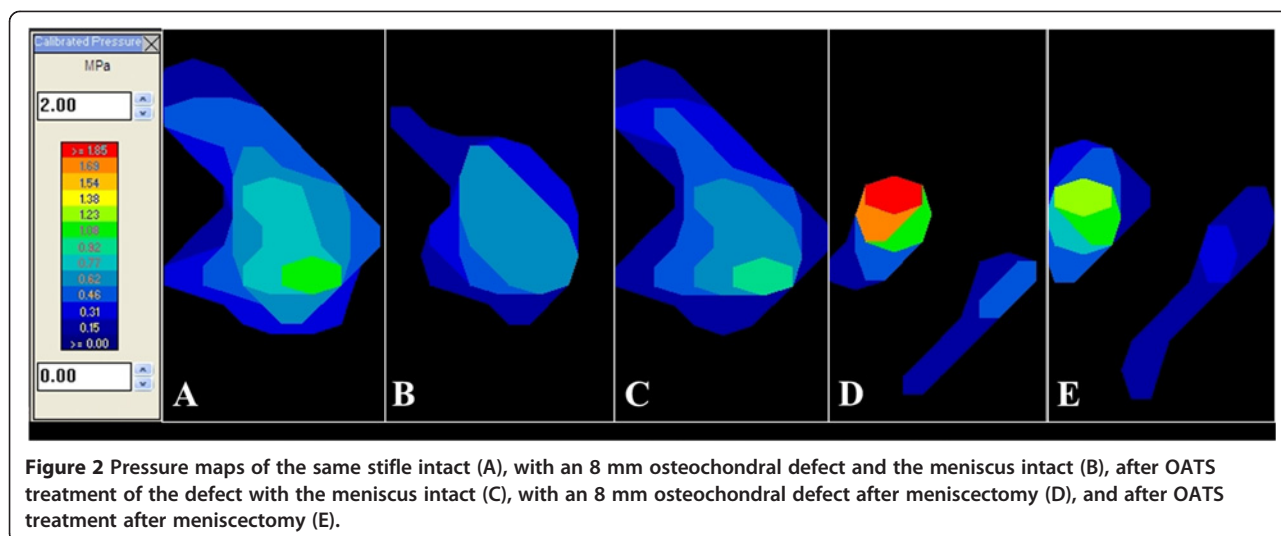 Calibrated Pressure
MPa
2.00
>= 1.85
1.69
1.54
1.38
1.23
1.08
0.92
0.77
0.62
0.46
0.31
0.15
>= 0.00
0.00
A
B
C
D
E
Figure 2 Pressure maps of the same stifle intact (A), with an 8 mm osteochondral defect and the meniscus intact (B), after OATS
treatment of the defect with the meniscus intact (C), with an 8 mm osteochondral defect after meniscectomy (D), and after OATS
treatment after meniscectomy (E).